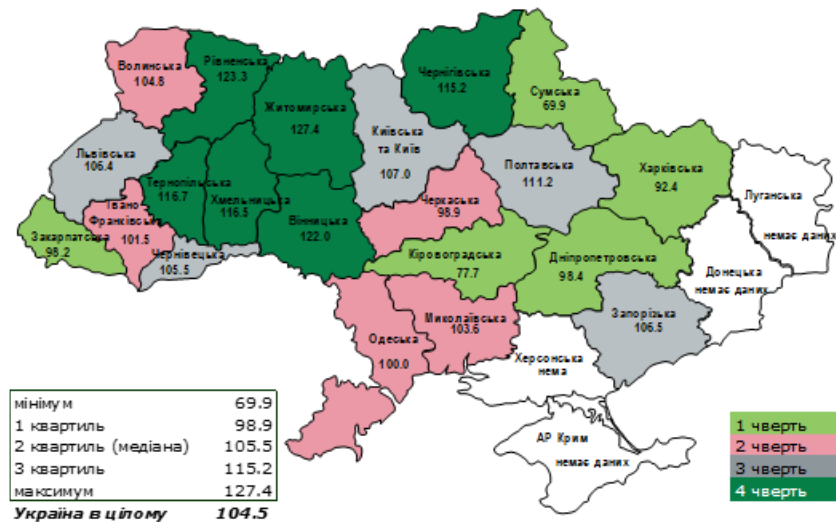 Волинська
104.8
Рівненська
123.3
Житомирська
127.4
Київська
та Київ
107.0
Чернігівська
115.2
Сумська
69.9
Львівська
106.4
Тернопільська
116.7
Хмельницька
116.5
Вінницька
122.0
Черкаська
98.9
Полтавська
111.2
Харківська
92.4
Луганська
немає даних
Закарпатська
98.2
Івано
Франківська
101.5
Чернівецька
105.5
Кіровоградська
77.7
Дніпропетровська
98.4
Донецька
немає даних
Одеська
100.0
Миколаївська
103.6
Запорізька
106.5
Херсонська
нема
АР Крим
немає даних
мінімум 69.9
1 квартиль 98.9
2 квартиль (медіана) 105.5
3 квартиль 115.2
максимум 127.4
Україна в цілому 104.5
1 чверть
2 чверть
3 чверть
4 чверть